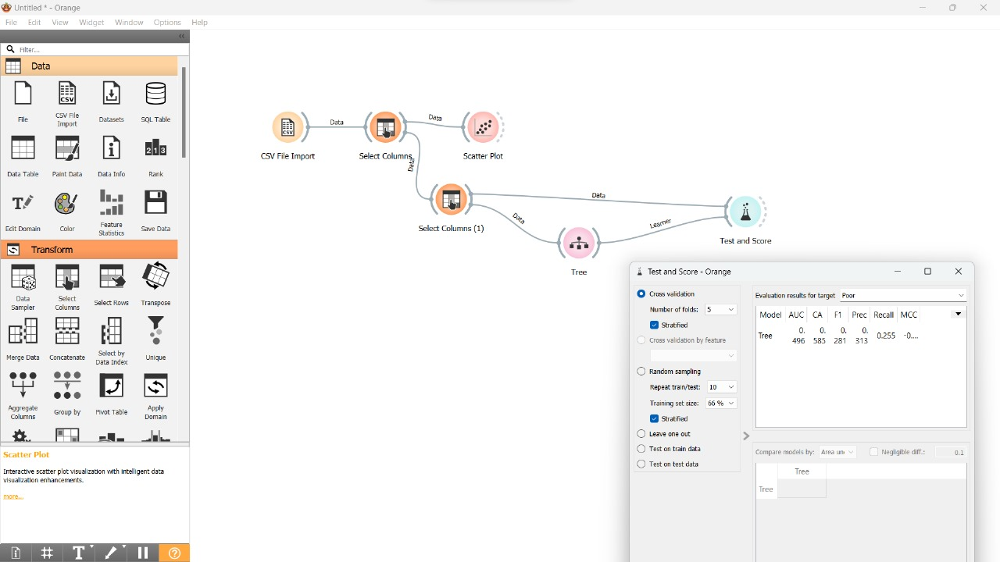 Untitled * - Orange
File Edit View Widget Window Options Help
Filter...
Data
File
CSV File Import
Datasets
SQL Table
Data Table
Paint Data
Data Info
Rank
Edit Domain
Color
Feature Statistics
Save Data
Transform
Data Sampler
Select Columns
Select Rows
Transpose
Merge Data
Concatenate
Select by Data Index
Unique
Aggregate Columns
Group by
Pivot Table
Apply Domain
Scatter Plot
Interactive scatter plot visualization with intelligent data
visualization enhancements.
more...
Data
Data
CSV File Import
Select Columns
Scatter Plot
Data
Data
Data
Select Columns (1)
Learner
Test and Score
Tree
Test and Score - Orange
Cross validation
Number of folds: 5
Stratified
Cross validation by feature
Random sampling
Repeat train/test: 10
Training set size: 66 %
Stratified
Leave one out
Test on train data
Test on test data
Evaluation results for target Poor
Model AUC CA F1 Prec Recall MCC
Tree 0.496 0.585 0.281 0.313 0.255 -0....
Compare models by: Area un Negligible diff.: 0.1
Tree
Tree